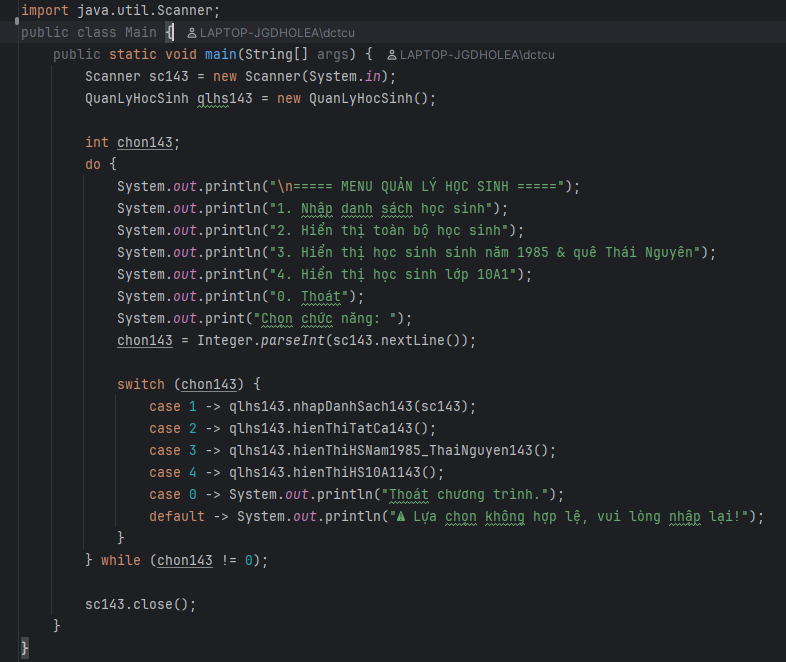 import java.util.Scanner;
public class Main { LAPTOP-JGDHOLEA\dctcu
public static void main(String[] args) { LAPTOP-JGDHOLEA\dctcu
Scanner sc143 = new Scanner(System.in);
QuanLyHocSinh qlhs143 = new QuanLyHocSinh();
int chon143;
do {
System.out.println("\n===== MENU QUẢN LÝ HỌC SINH =====");
System.out.println("1. Nhập danh sách học sinh");
System.out.println("2. Hiển thị toàn bộ học sinh");
System.out.println("3. Hiển thị học sinh sinh năm 1985 & quê Thái Nguyên");
System.out.println("4. Hiển thị học sinh lớp 10A1");
System.out.println("0. Thoát");
System.out.print("Chọn chức năng: ");
chon143 = Integer.parseInt(sc143.nextLine());
switch (chon143) {
case 1 -> qlhs143.nhapDanhSach143(sc143);
case 2 -> qlhs143.hienThiTatCa143();
case 3 -> qlhs143.hienThiHSNam1985_ThaiNguyen143();
case 4 -> qlhs143.hienThiHS10A1143();
case 0 -> System.out.println("Thoát chương trình.");
default -> System.out.println("⚠ Lựa chọn không hợp lệ, vui lòng nhập lại!");
}
} while (chon143 != 0);
sc143.close();
}
}